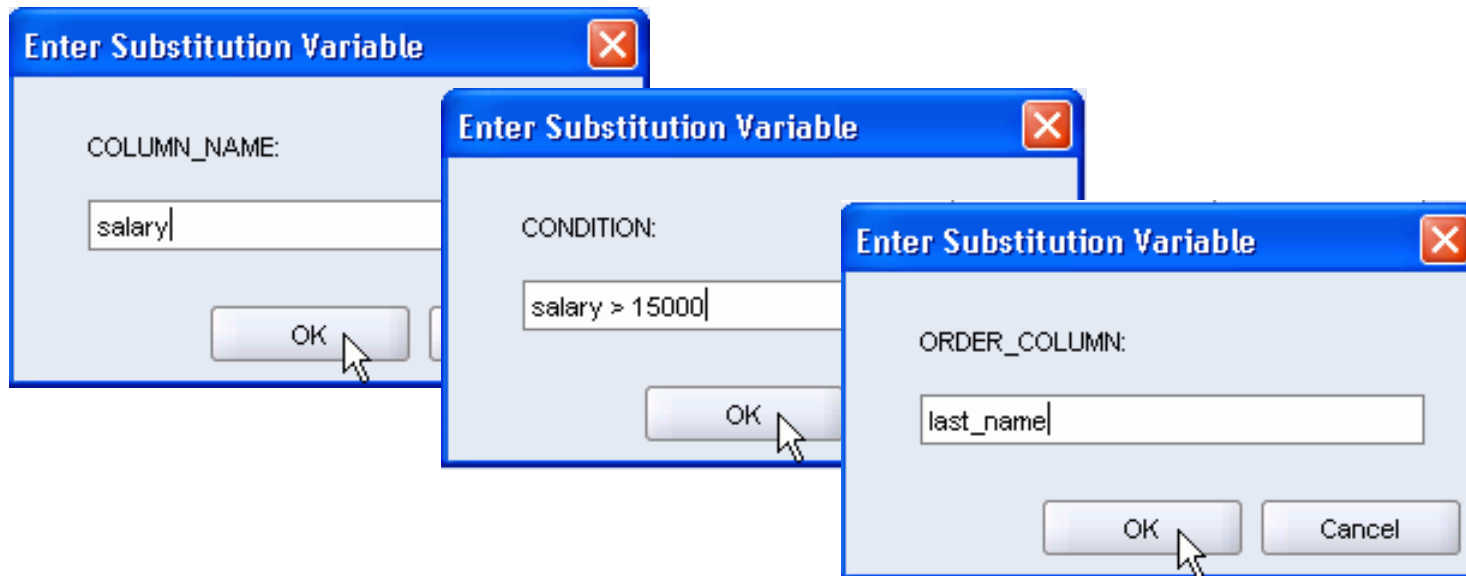 Enter Substitution Variable
COLUMN_NAME:
salary
OK
Enter Substitution Variable
CONDITION:
salary > 15000
OK
Enter Substitution Variable
ORDER_COLUMN:
last_name
OK
Cancel